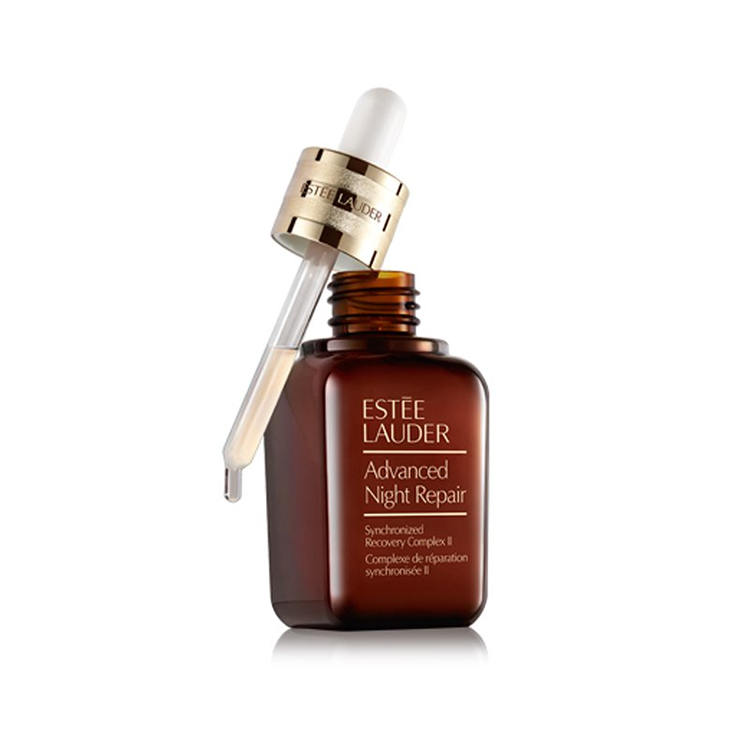 ESTĒE LAUDER
ESTĒE
LAUDER
Advanced
Night Repair
Synchronized
Recovery Complex II
Complexe de réparation
synchronisée II